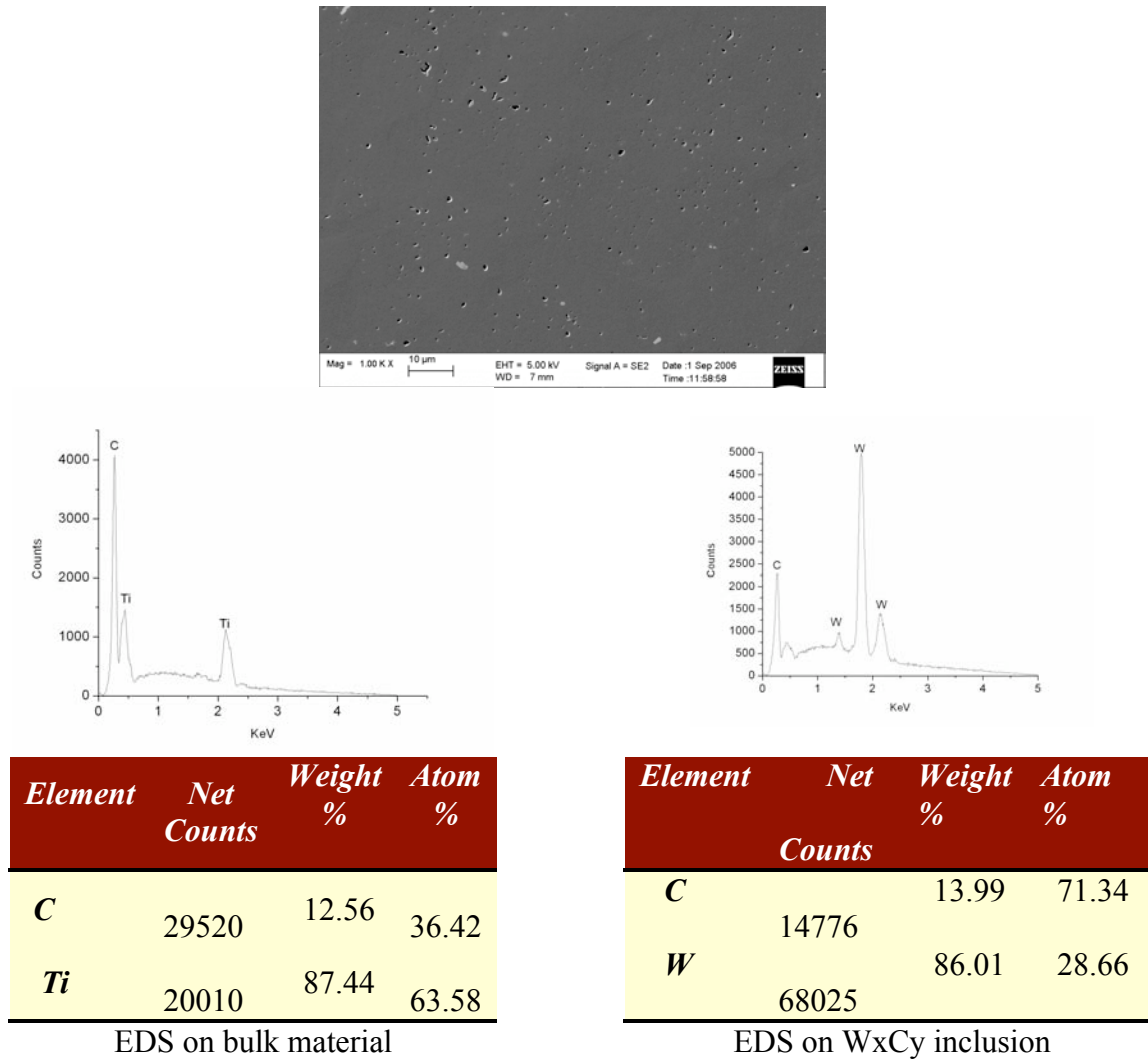 Mag = 1.00 K X 10 µm EHT = 5.00 kV Signal A = SE2 Date :1 Sep 2006 ZEISS
WD = 7 mm Time :11:58:58
C
4000
3000
2000
1000
0
Ti
Ti
Counts
0 1 2 3 4 5
KeV
W
5000
4500
4000
3500
3000
2500
2000
1500
1000
500
0
C
W
W
Counts
0 1 2 3 4 5
KeV
Element Net Counts Weight % Atom %
C 29520 12.56 36.42
Ti 20010 87.44 63.58
EDS on bulk material
Element Net Counts Weight % Atom %
C 14776 13.99 71.34
W 68025 86.01 28.66
EDS on WxCy inclusion